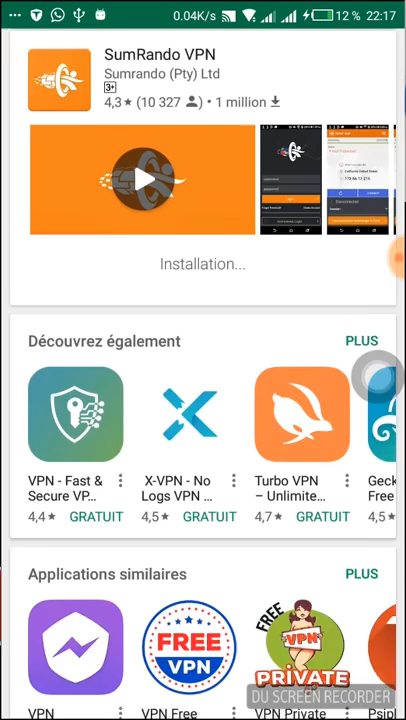 0.04K/s
12 % 22:17
SumRando VPN
Sumrando (Pty) Ltd
3+
4,3★ (10 327 ) • 1 million
Installation...
Découvrez également PLUS
VPN - Fast & Secure VP...
4,4★ GRATUIT
X-VPN - No Logs VPN ...
4,5★ GRATUIT
Turbo VPN – Unlimite...
4,7★ GRATUIT
Geck
Free
4,5★
Applications similaires PLUS
FREE
VPN
FREE
VPN
PRIVATE
VPN
VPN Free
VPN Private
Psip
DU SCREEN RECORDER